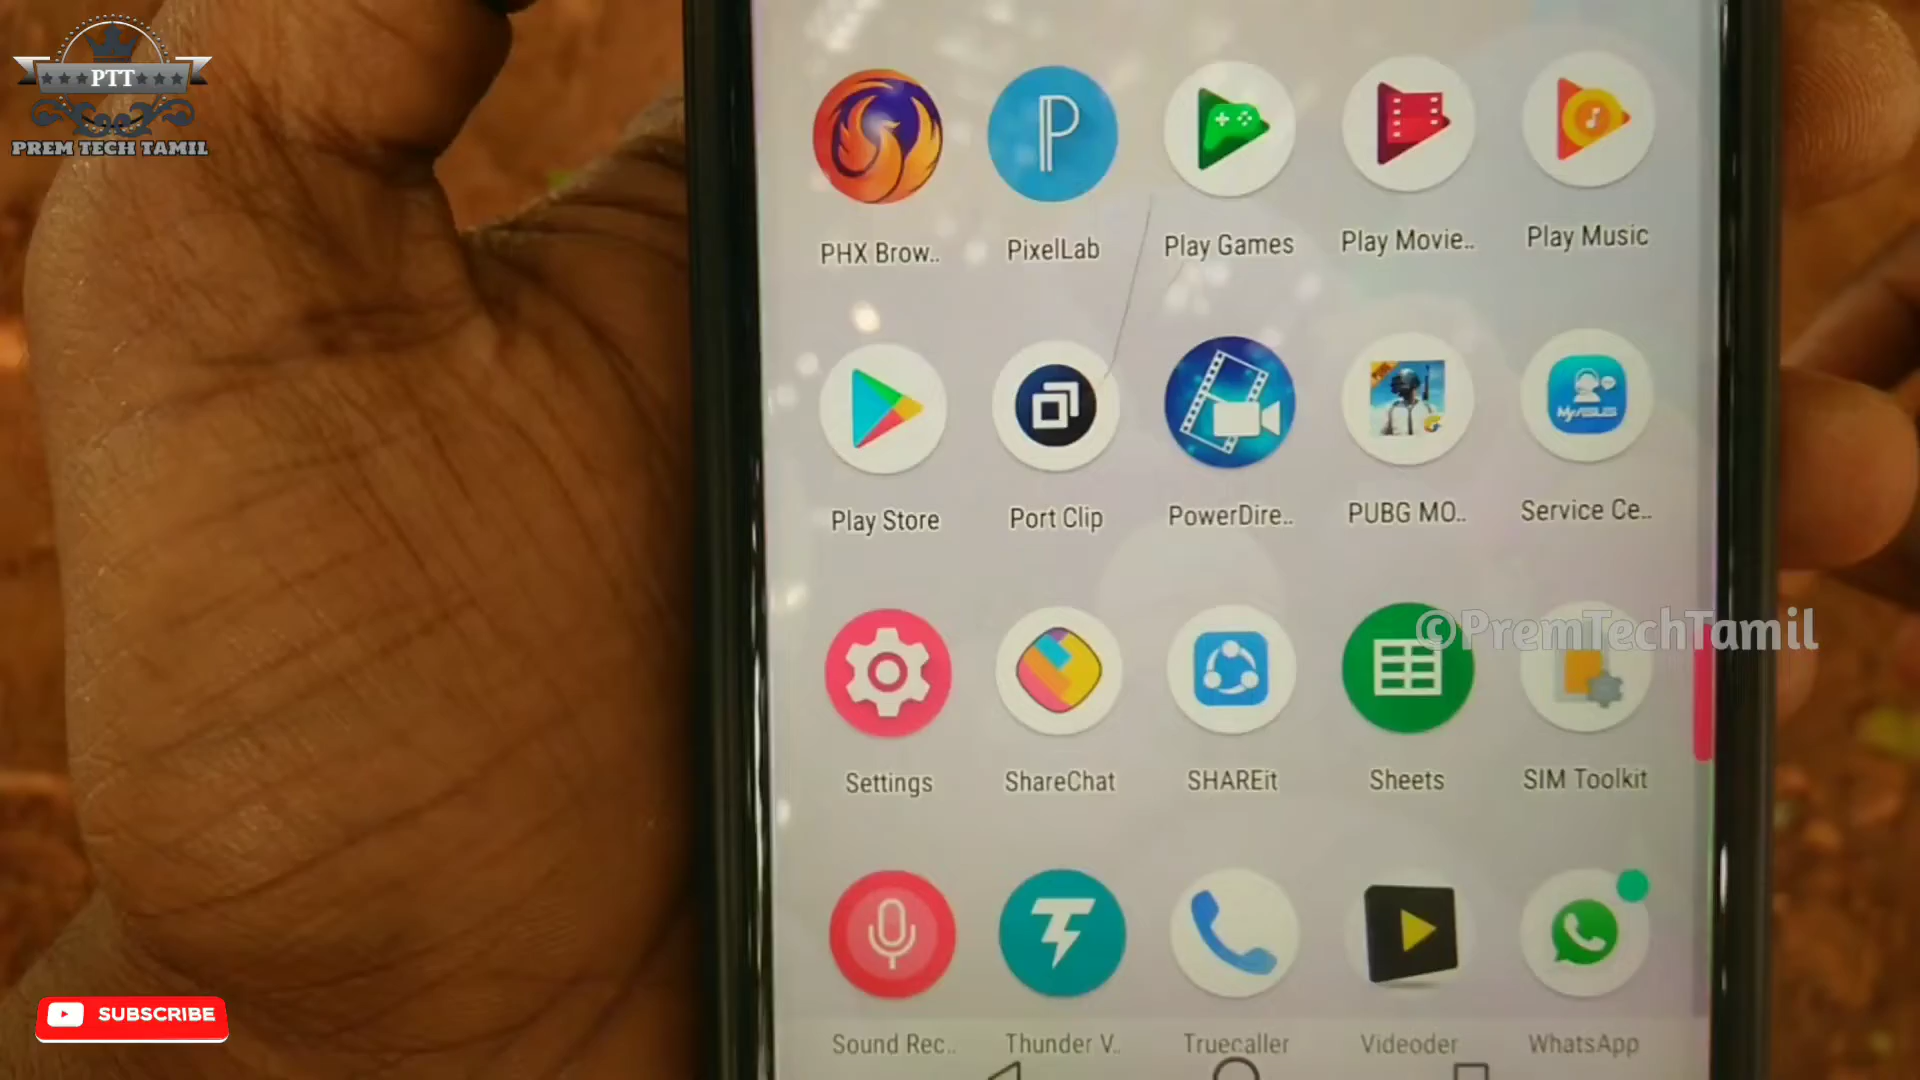 PTT
PREM TECH TAMIL
PHX Brow..
PixelLab
Play Games
Play Movie..
Play Music
MyASUS
Play Store
Port Clip
PowerDire..
PUBG MO..
Service Ce..
©PremTechTamil
Settings
ShareChat
SHAREit
Sheets
SIM Toolkit
SUBSCRIBE
Sound Rec..
Thunder V..
Truecaller
Videoder
WhatsApp